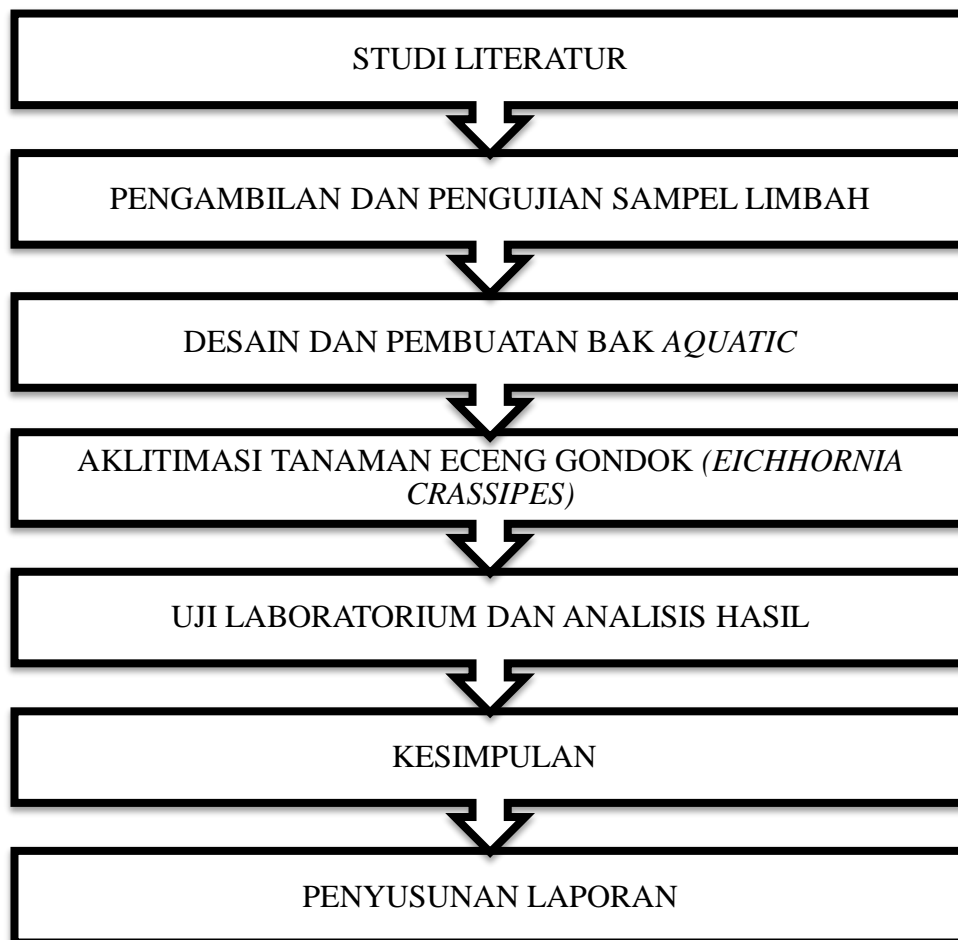 STUDI LITERATUR
PENGAMBILAN DAN PENGUJIAN SAMPEL LIMBAH
DESAIN DAN PEMBUATAN BAK AQUATIC
AKLITIMASI TANAMAN ECENG GONDOK (EICHHORNIA
CRASSIPES)
UJI LABORATORIUM DAN ANALISIS HASIL
KESIMPULAN
PENYUSUNAN LAPORAN